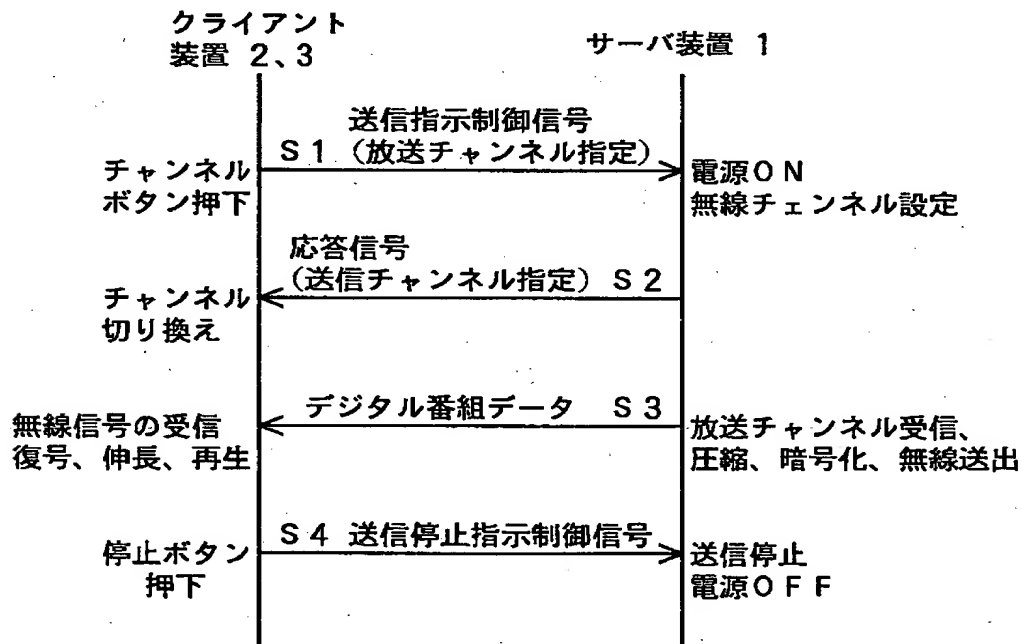 クライアント
装置 2、3
サーバ装置 1
送信指示制御信号
S1 (放送チャンネル指定)
チャンネル
ボタン押下
電源ON
無線チェンネル設定
応答信号
(送信チャンネル指定) S2
チャンネル
切り換え
デジタル番組データ S3
無線信号の受信
復号、伸長、再生
放送チャンネル受信、
圧縮、暗号化、無線送出
S4 送信停止指示制御信号
停止ボタン
押下
送信停止
電源OFF